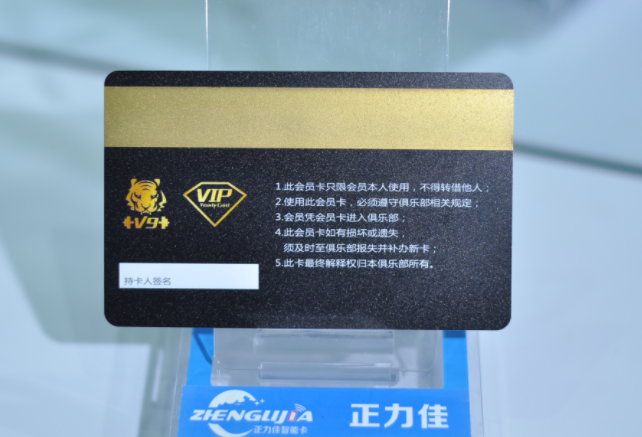 VIP
Yearly Card
V9
1.此会员卡只限会员本人使用，不得转借他人；
2.使用此会员卡，必须遵守俱乐部相关规定；
3.会员凭会员卡进入俱乐部；
4.此会员卡如有损坏或遗失，
须及时至俱乐部报失并补办新卡；
5.此卡最终解释权归本俱乐部所有。
持卡人签名
ZHENGLIJIA
正力佳智能卡
正力佳